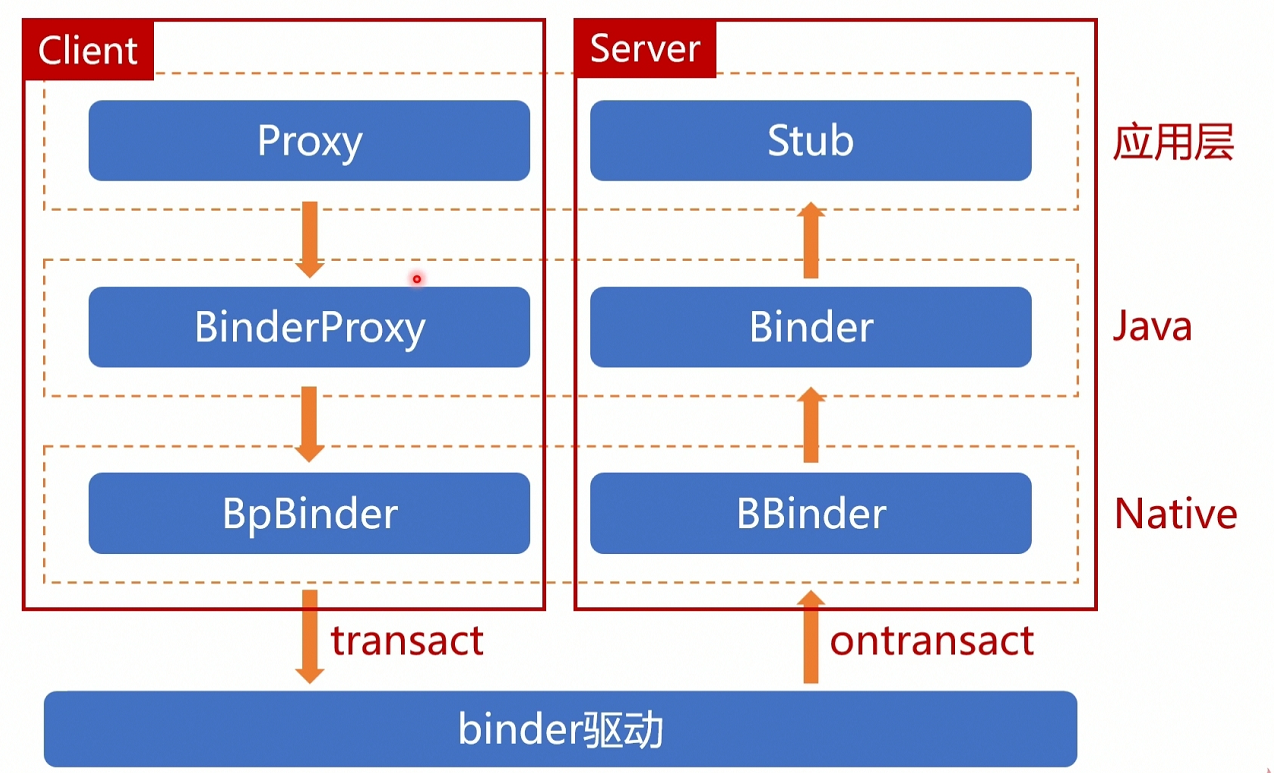 Client
Server
Proxy
Stub
应用层
BinderProxy
Binder
Java
BpBinder
BBinder
Native
transact
ontransact
binder驱动